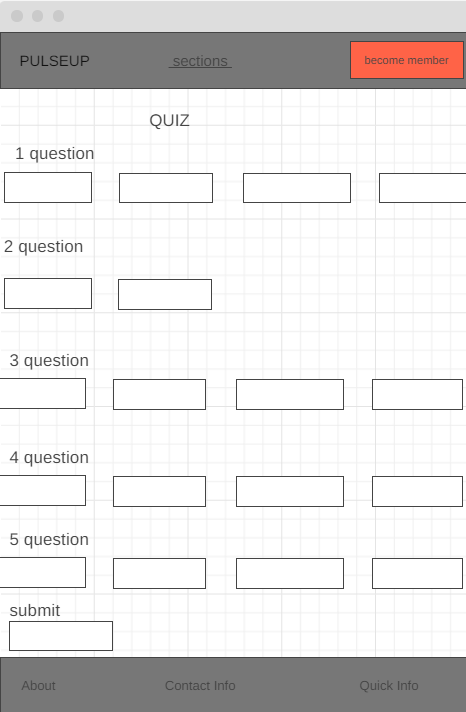 PULSEUP sections become member
QUIZ
1 question
2 question
3 question
4 question
5 question
submit
About Contact Info Quick Info